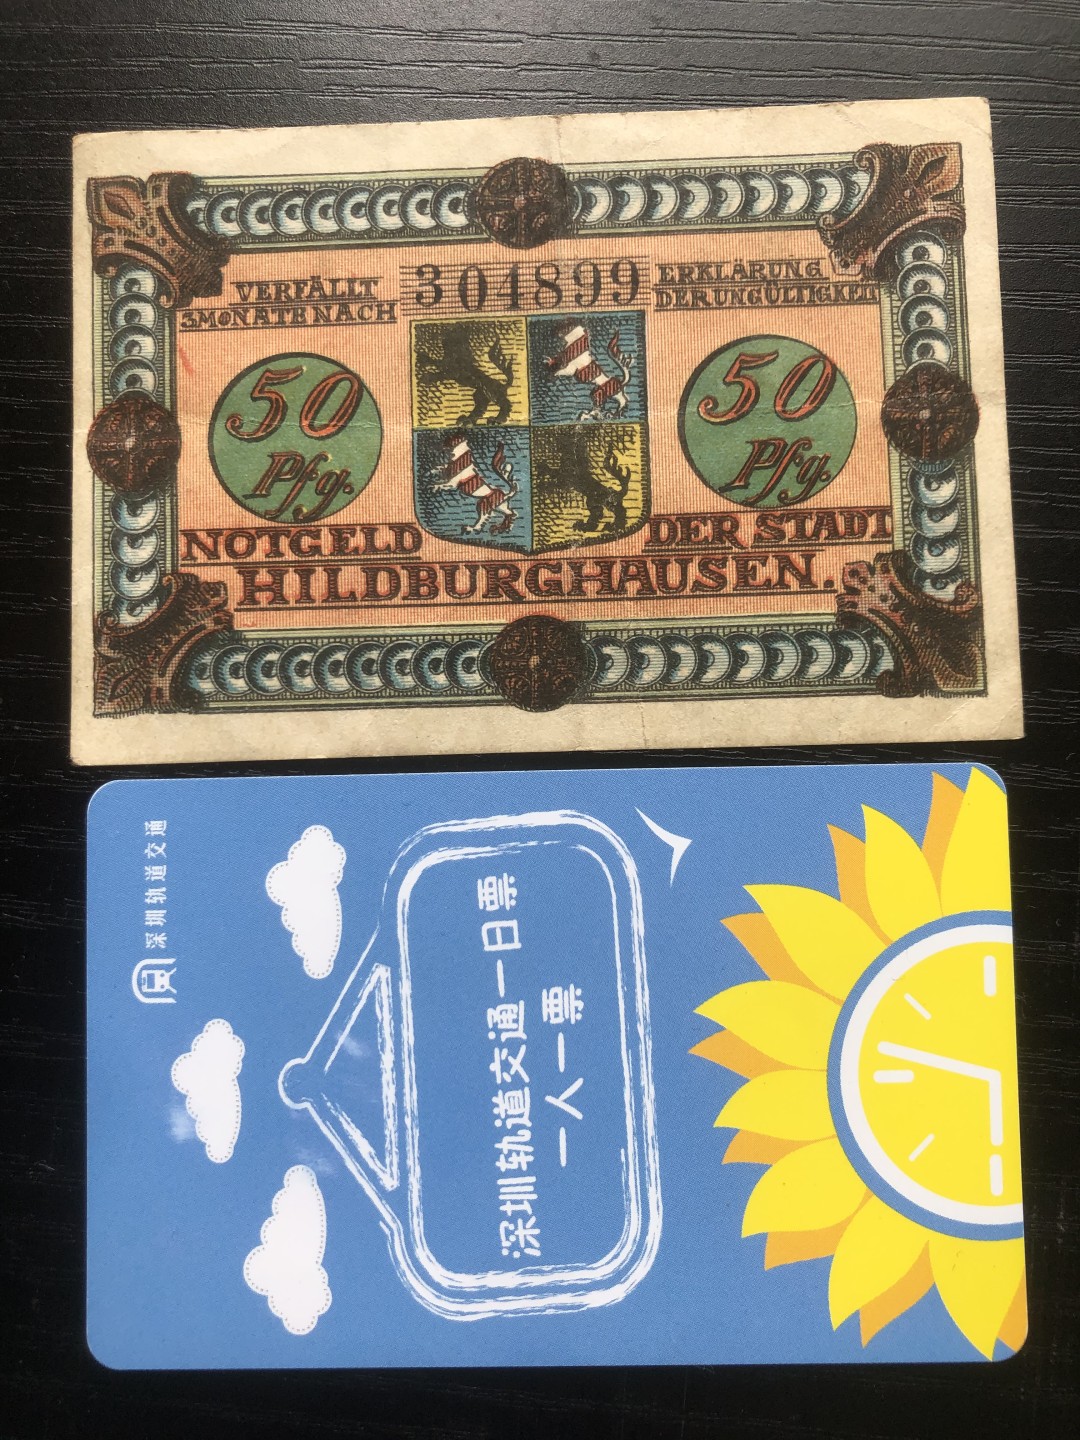 VERFÄLLT
3 MONATE NACH
304899
ERKLÄRUNG
DER UNGÜLTIGKEIT
50
Pfg.
50
Pfg.
NOTGELD DER STADT
HILDBURGHAUSEN.
深圳轨道交通
深圳轨道交通一日票
一人一票